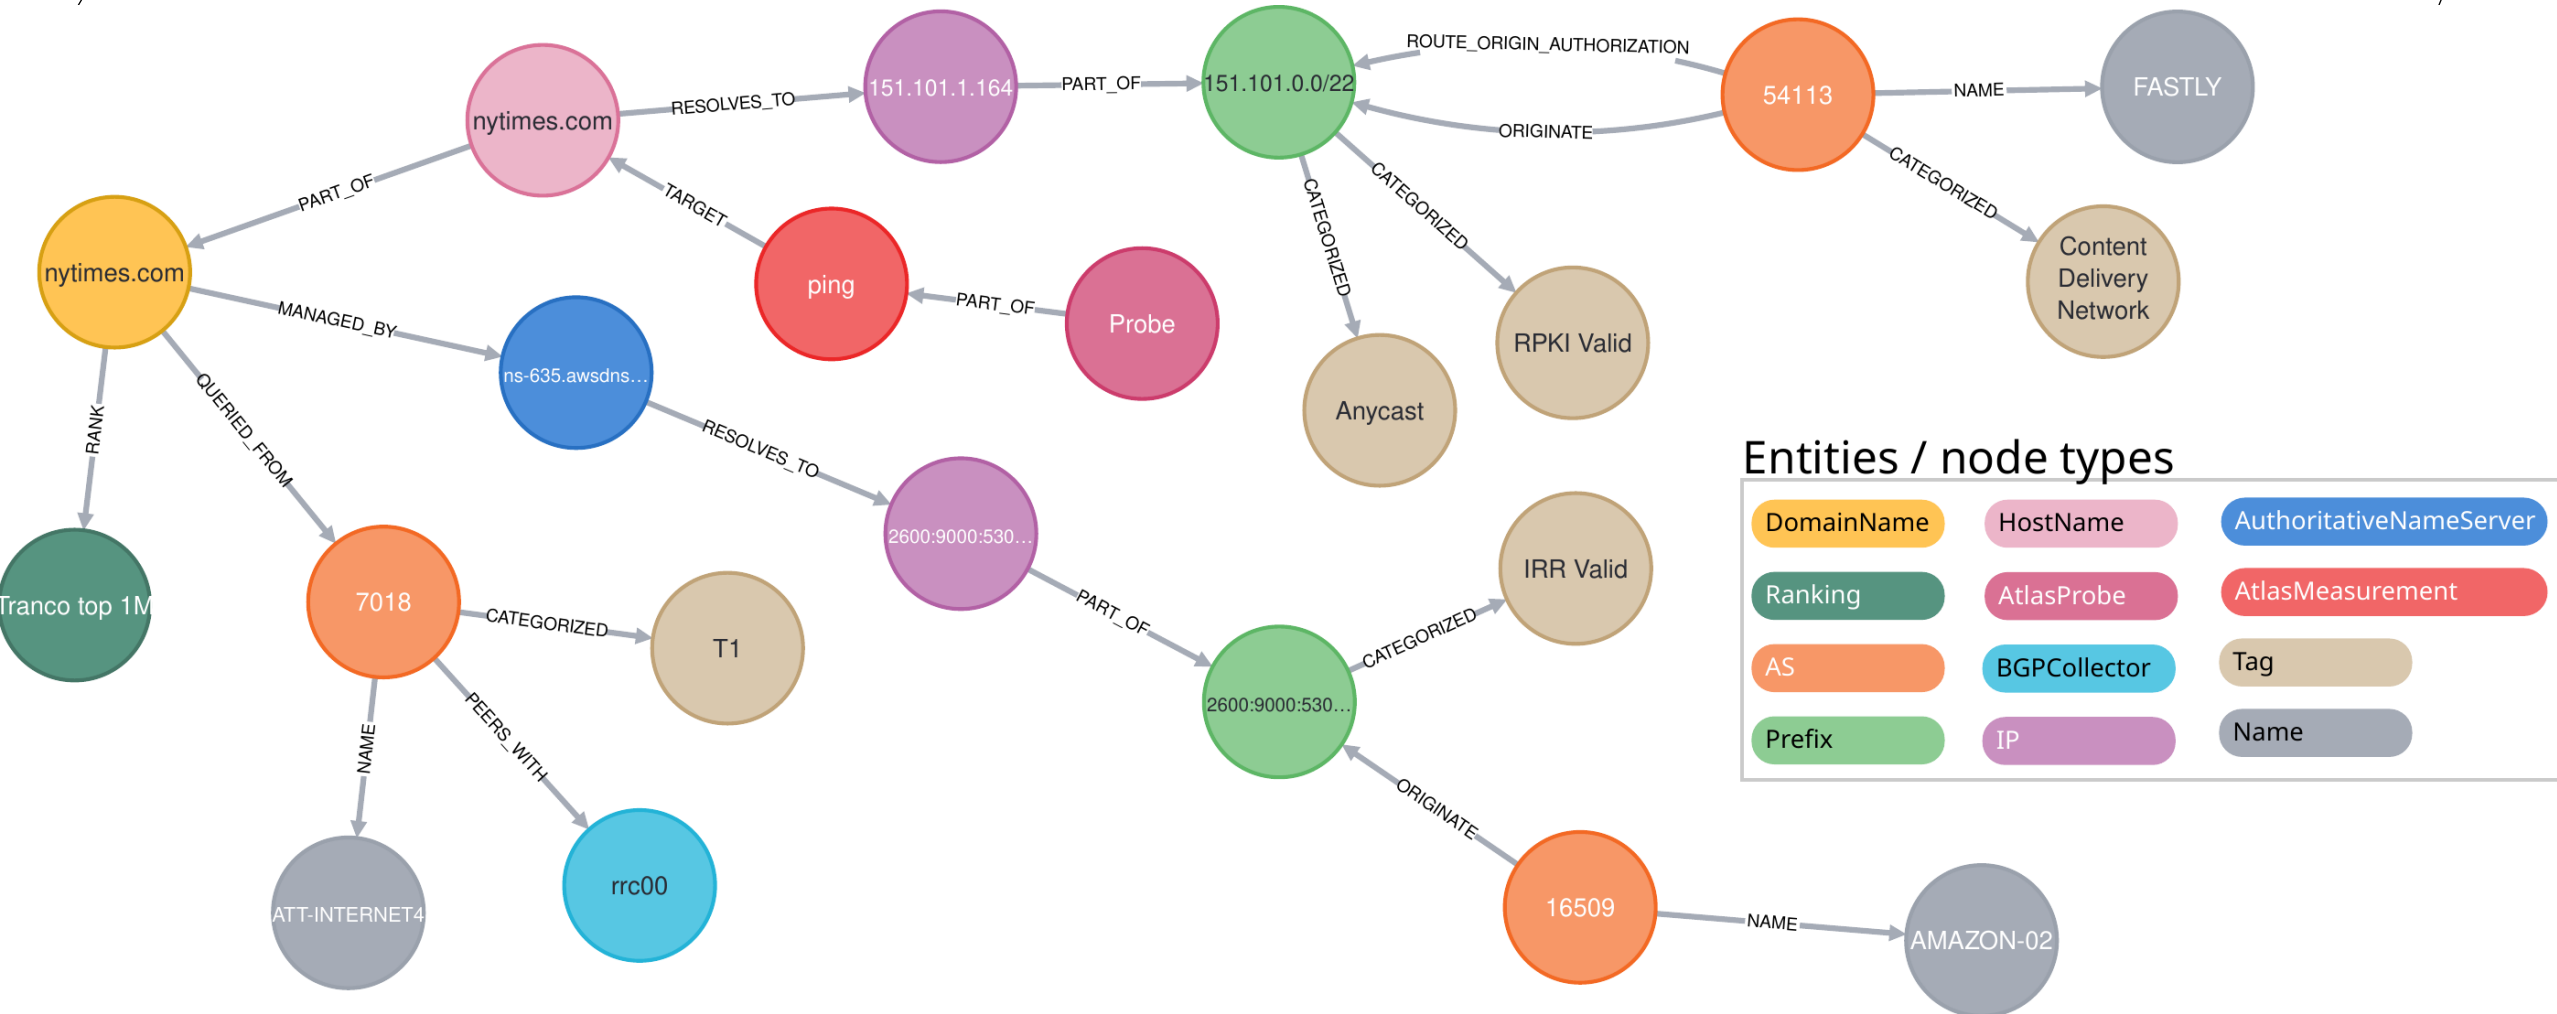 ROUTE_ORIGIN_AUTHORIZATION
nytimes.com
RESOLVES_TO
151.101.1.164
PART_OF
151.101.0.0/22
54113
NAME
FASTLY
ORIGINATE
PART_OF
TARGET
CATEGORIZED
CATEGORIZED
CATEGORIZED
nytimes.com
ping
PART_OF
Probe
RPKI Valid
Content
Delivery
Network
MANAGED_BY
ns-635.awsdns...
Anycast
RANK
QUERIED_FROM
RESOLVES_TO
2600:9000:530...
IRR Valid
Tranco top 1M
7018
CATEGORIZED
T1
PART_OF
CATEGORIZED
2600:9000:530...
NAME
PEERS_WITH
ORIGINATE
ATT-INTERNET4
rrc00
16509
NAME
AMAZON-02
Entities / node types
DomainName
HostName
AuthoritativeNameServer
Ranking
AtlasProbe
AtlasMeasurement
AS
BGPCollector
Tag
Prefix
IP
Name